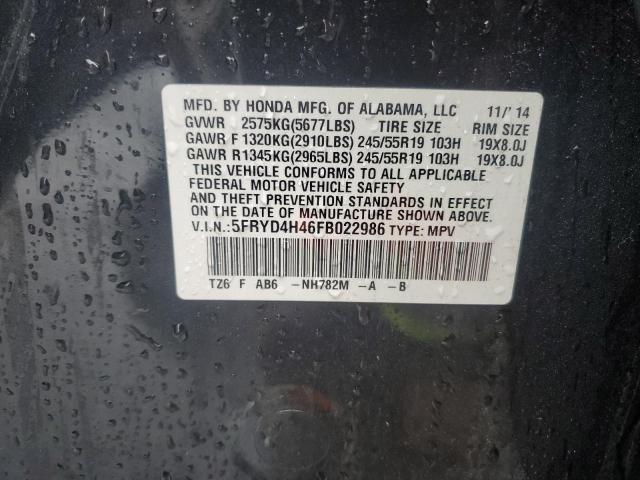 MFD. BY HONDA MFG. OF ALABAMA, LLC 11/'14
GVWR 2575KG(5677LBS) TIRE SIZE RIM SIZE
GAWR F 1320KG(2910LBS) 245/55R19 103H 19X8.0J
GAWR R1345KG(2965LBS) 245/55R19 103H 19X8.0J
THIS VEHICLE CONFORMS TO ALL APPLICABLE
FEDERAL MOTOR VEHICLE SAFETY
AND THEFT PREVENTION STANDARDS IN EFFECT
ON THE DATE OF MANUFACTURE SHOWN ABOVE.
V.I.N.:5FRYD4H46FB022986 TYPE: MPV
TZ6 F AB6 -NH782M -A -B